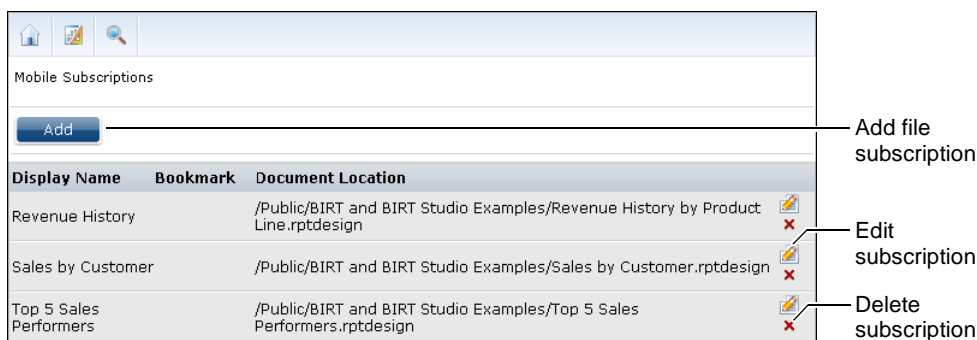 Mobile Subscriptions
Add
Add file
subscription
Display Name Bookmark Document Location
Revenue History
/Public/BIRT and BIRT Studio Examples/Revenue History by Product
Line.rptdesign
Edit
subscription
Sales by Customer
/Public/BIRT and BIRT Studio Examples/Sales by Customer.rptdesign
Top 5 Sales
Performers
/Public/BIRT and BIRT Studio Examples/Top 5 Sales
Performers.rptdesign
Delete
subscription